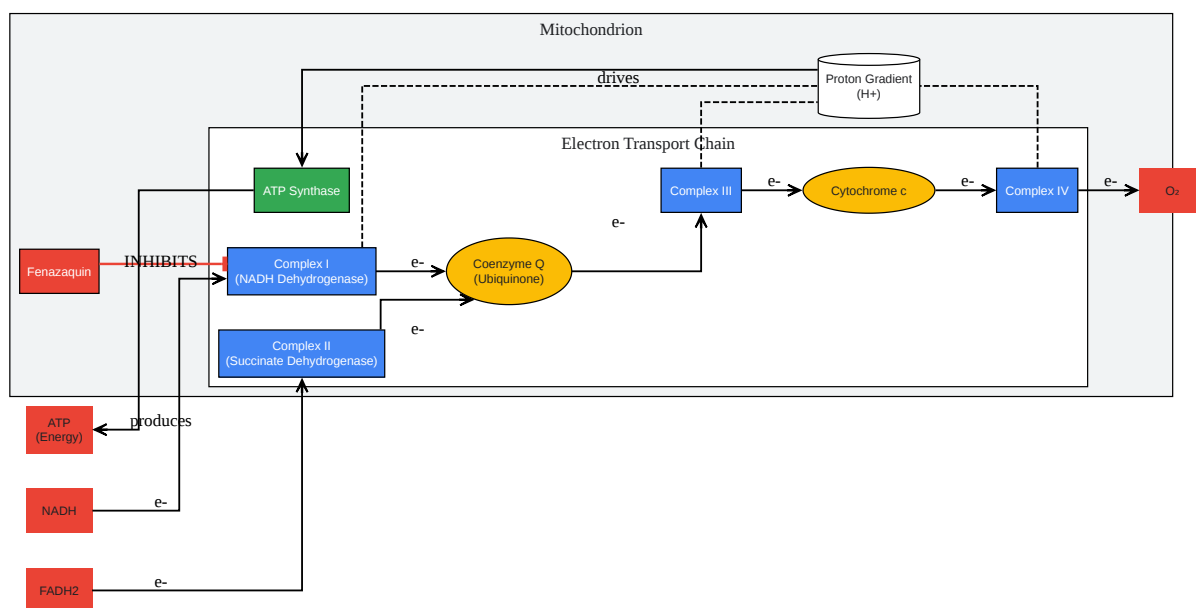 Mitochondrion
drives
Proton Gradient
(H+)
Electron Transport Chain
ATP Synthase
Complex III
e-
Cytochrome c
e-
Complex IV
e-
O₂
e-
Fenazaquin
INHIBITS
Complex I
(NADH Dehydrogenase)
e-
Coenzyme Q
(Ubiquinone)
e-
Complex II
(Succinate Dehydrogenase)
ATP
(Energy)
produces
NADH
e-
FADH2
e-